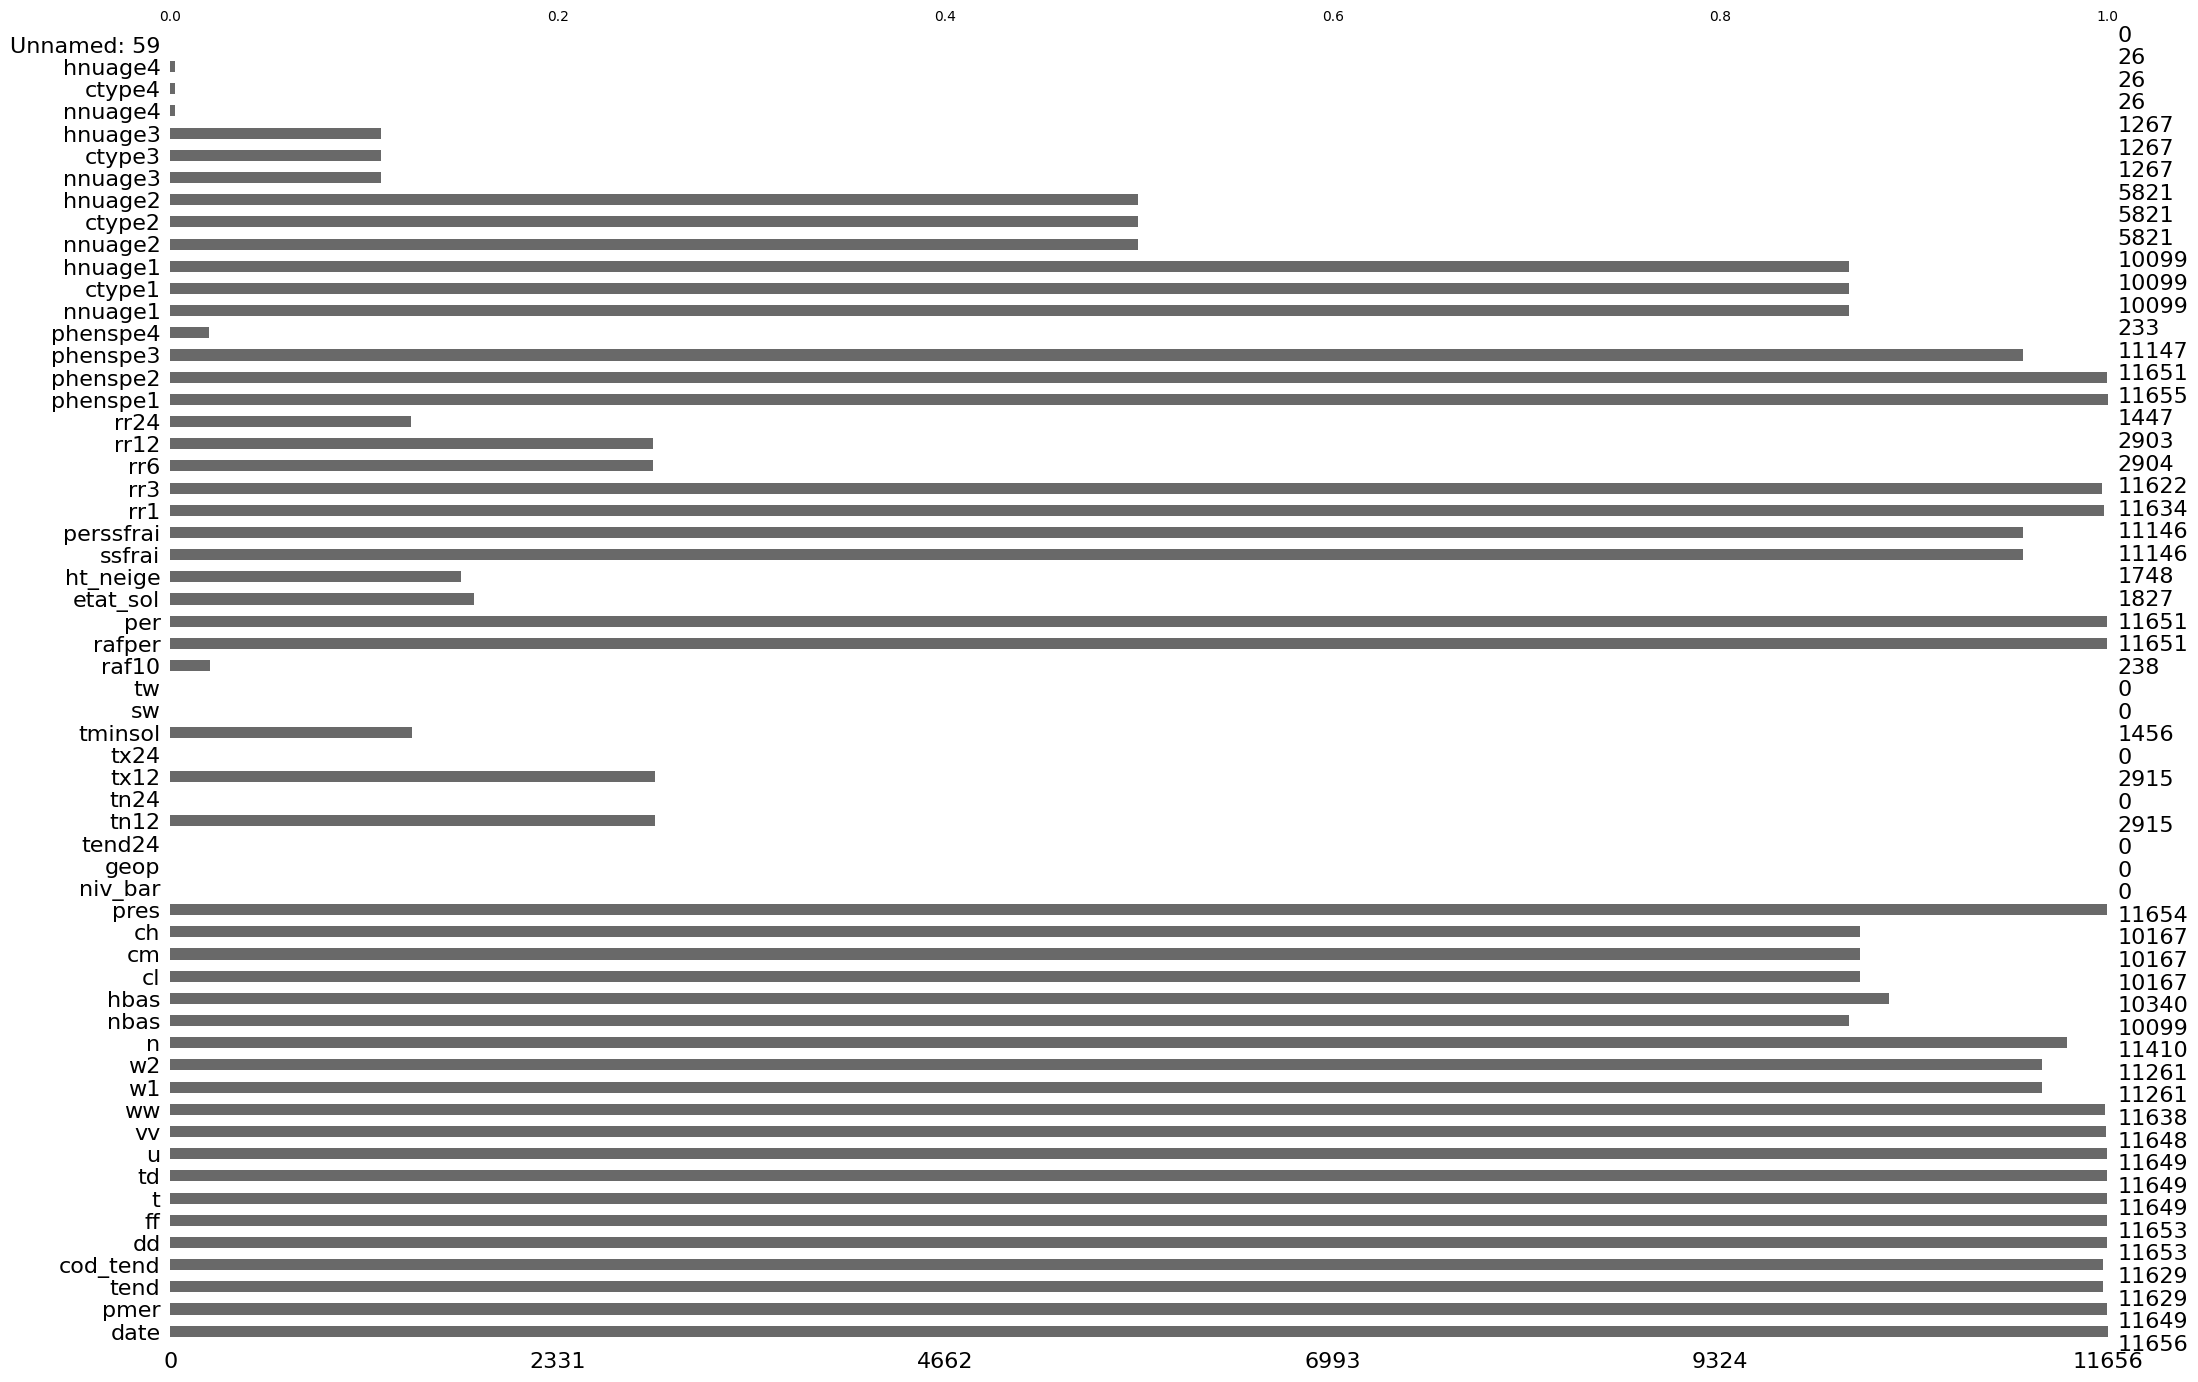 0.0 0.2 0.4 0.6 0.8 1.0
Unnamed: 59 0
hnuage4 26
ctype4 26
nnuage4 26
hnuage3 1267
ctype3 1267
nnuage3 1267
hnuage2 5821
ctype2 5821
nnuage2 5821
hnuage1 10099
ctype1 10099
nnuage1 10099
phenspe4 233
phenspe3 11147
phenspe2 11651
phenspe1 11655
rr24 1447
rr12 2903
rr6 2904
rr3 11622
rr1 11634
perssfrai 11146
ssfrai 11146
ht_neige 1748
etat_sol 1827
per 11651
rafper 11651
raf10 238
tw 0
sw 0
tminsol 1456
tx24 0
tx12 2915
tn24 0
tn12 2915
tend24 0
geop 0
niv_bar 0
pres 11654
ch 10167
cm 10167
cl 10167
hbas 10340
nbas 10099
n 11410
w2 11261
w1 11261
ww 11638
vv 11648
u 11649
td 11649
t 11649
ff 11653
dd 11653
cod_tend 11629
tend 11629
pmer 11649
date 11656
0 2331 4662 6993 9324 11656